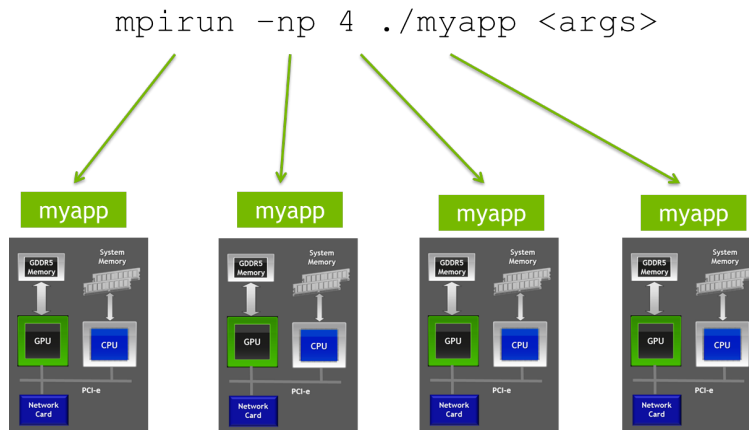 mpirun –np 4 ./myapp <args>
myapp
myapp
myapp
myapp
GDDR5
Memory
System
Memory
GPU
CPU
PCI-e
Network
Card
GDDR5
Memory
System
Memory
GPU
CPU
PCI-e
Network
Card
GDDR5
Memory
System
Memory
GPU
CPU
PCI-e
Network
Card
GDDR5
Memory
System
Memory
GPU
CPU
PCI-e
Network
Card